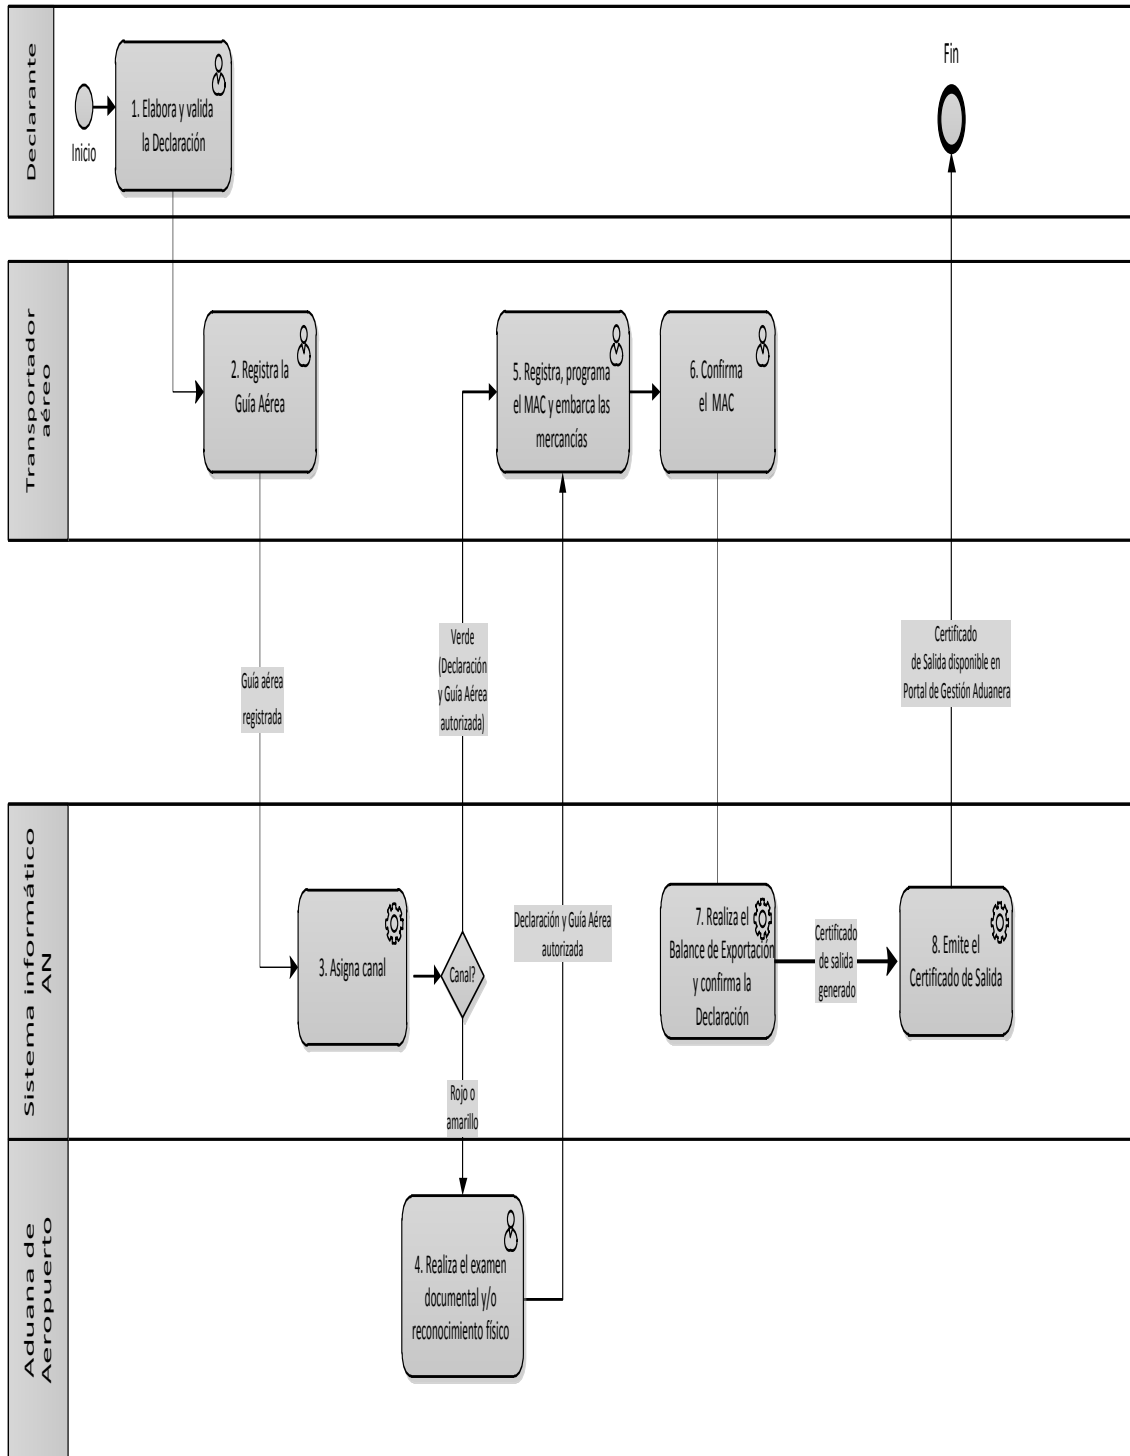 Declarante
Inicio
1. Elabora y valida
la Declaración
Fin
Transportador
aéreo
2. Registra la
Guía Aérea
5. Registra, programa
el MAC y embarca las
mercancías
6. Confirma
el MAC
Guía aérea
registrada
Verde
(Declaración
y Guía Aérea
autorizada)
Certificado
de Salida disponible en
Portal de Gestión Aduanera
Sistema informático
AN
3. Asigna canal
Canal?
Declaración y Guía Aérea
autorizada
7. Realiza el
Balance de Exportación
y confirma la
Declaración
Certificado
de salida
generado
8. Emite el
Certificado de Salida
Rojo o
amarillo
Aduana de
Aeropuerto
4. Realiza el examen
documental y/o
reconocimiento físico